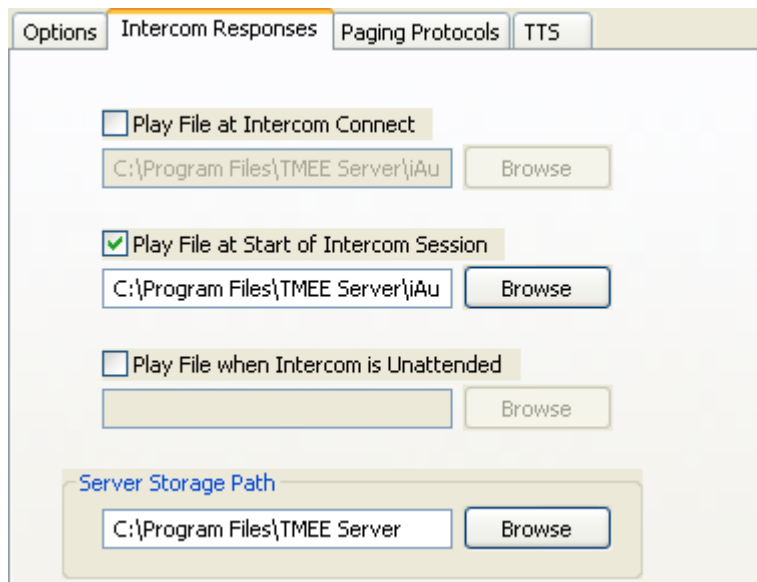 Options Intercom Responses Paging Protocols TTS
Play File at Intercom Connect
C:\Program Files\TMEE Server\iAu Browse
Play File at Start of Intercom Session
C:\Program Files\TMEE Server\iAu Browse
Play File when Intercom is Unattended
Browse
Server Storage Path
C:\Program Files\TMEE Server Browse